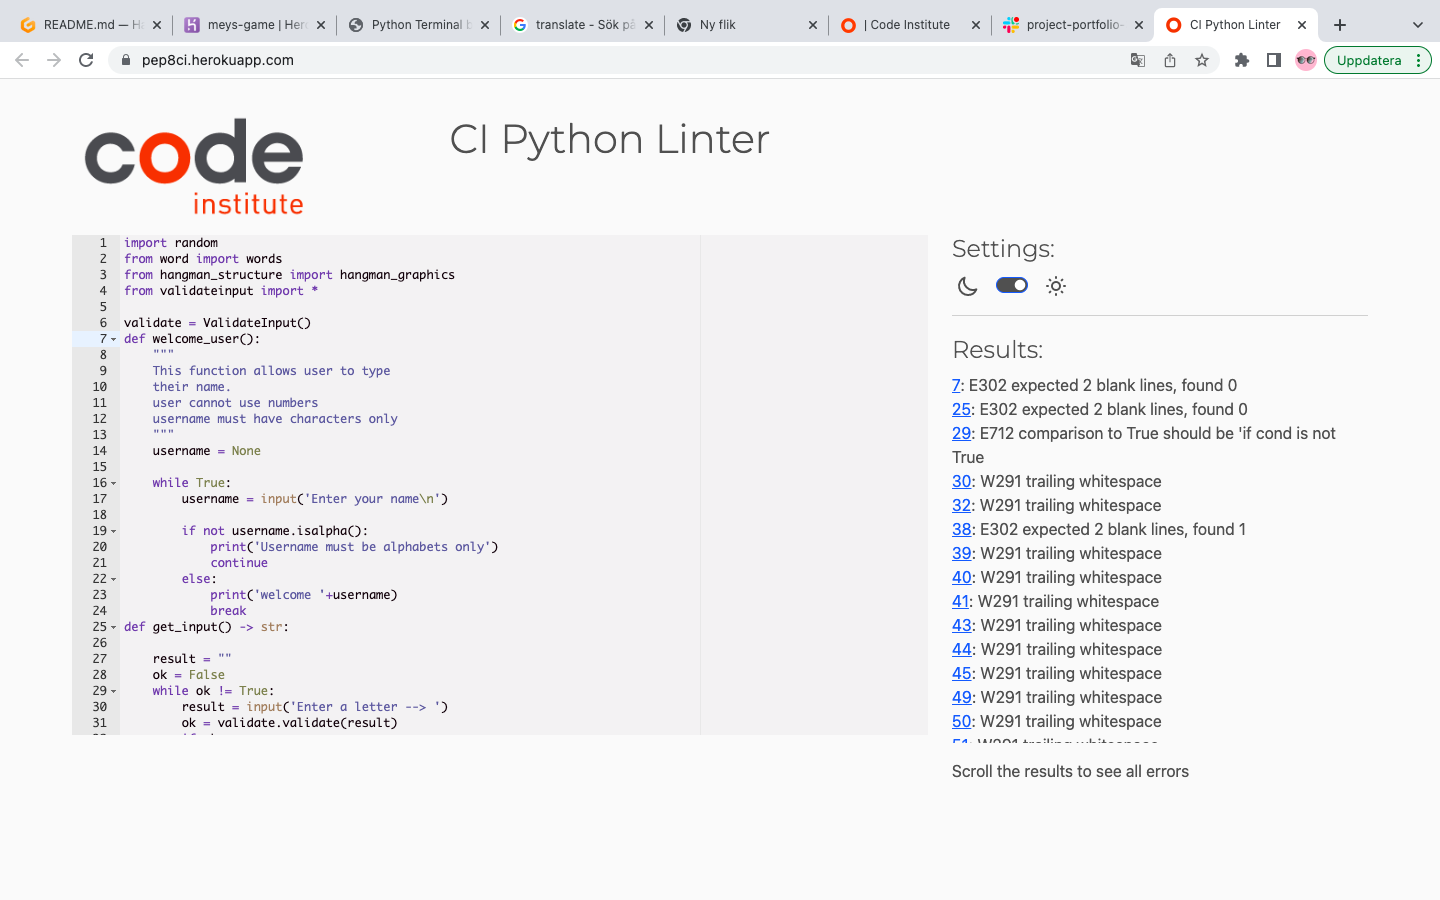 README.md — H
meys-game | Her
Python Terminal b
translate - Sök på
Ny flik
| Code Institute
project-portfolio-
CI Python Linter
pep8ci.herokuapp.com
Uppdatera
code
institute
CI Python Linter
1 import random
2 from word import words
3 from hangman_structure import hangman_graphics
4 from validateinput import *
5
6 validate = ValidateInput()
7 def welcome_user():
8     """
9     This function allows user to type
10     their name.
11     user cannot use numbers
12     username must have characters only
13     """
14     username = None
15
16     while True:
17         username = input('Enter your name\n')
18
19         if not username.isalpha():
20             print('Username must be alphabets only')
21             continue
22         else:
23             print('welcome '+username)
24             break
25 def get_input() -> str:
26
27     result = ""
28     ok = False
29     while ok != True:
30         result = input('Enter a letter --> ')
31         ok = validate.validate(result)
Settings:
Results:
7: E302 expected 2 blank lines, found 0
25: E302 expected 2 blank lines, found 0
29: E712 comparison to True should be 'if cond is not
True
30: W291 trailing whitespace
32: W291 trailing whitespace
38: E302 expected 2 blank lines, found 1
39: W291 trailing whitespace
40: W291 trailing whitespace
41: W291 trailing whitespace
43: W291 trailing whitespace
44: W291 trailing whitespace
45: W291 trailing whitespace
49: W291 trailing whitespace
50: W291 trailing whitespace
51: W291 trailing whitespace
Scroll the results to see all errors